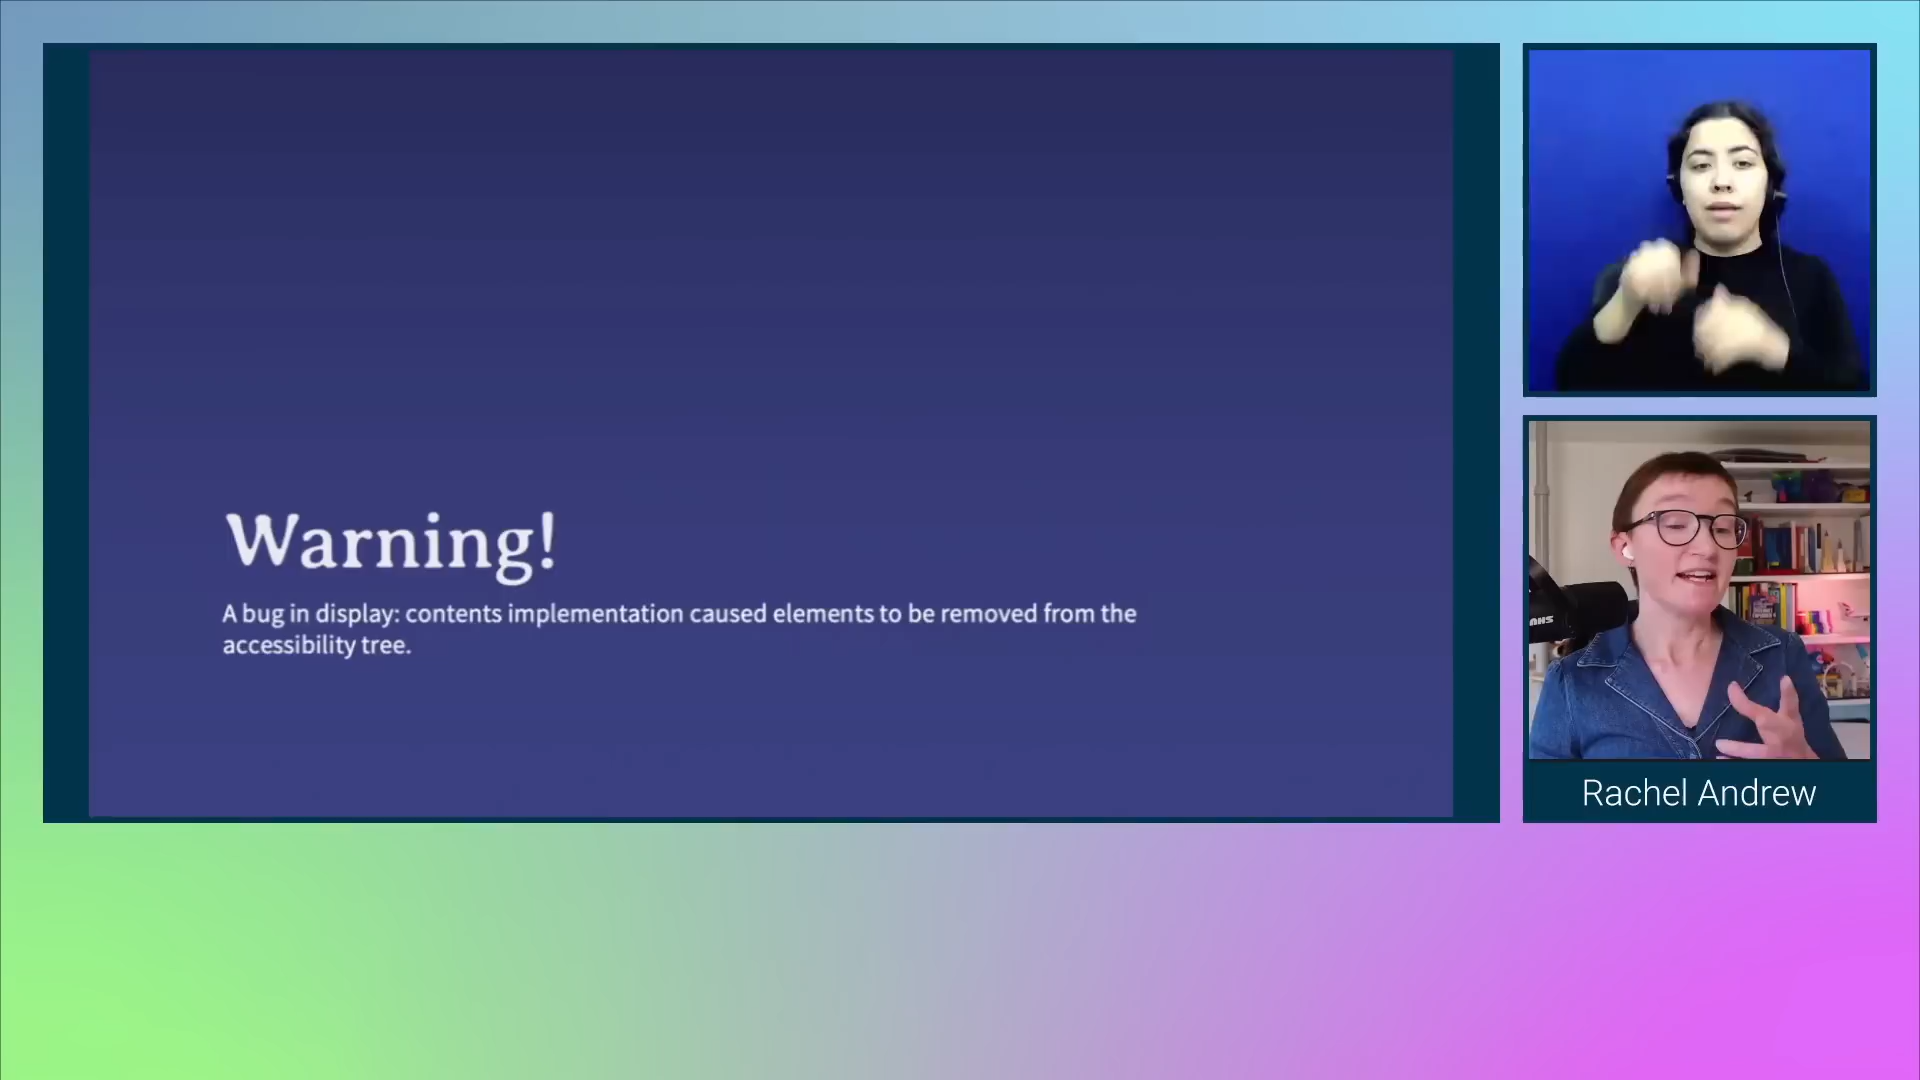 Warning!
A bug in display: contents implementation caused elements to be removed from the
accessibility tree.
Rachel Andrew